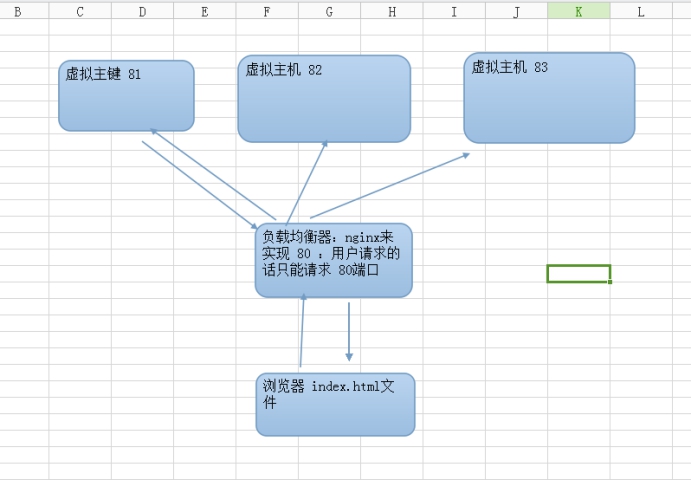 B C D E F G H I J K L
虚拟主键 81
虚拟主机 82
虚拟主机 83
负载均衡器：nginx来
实现 80 ：用户请求的
话只能请求 80端口
浏览器 index.html文
件